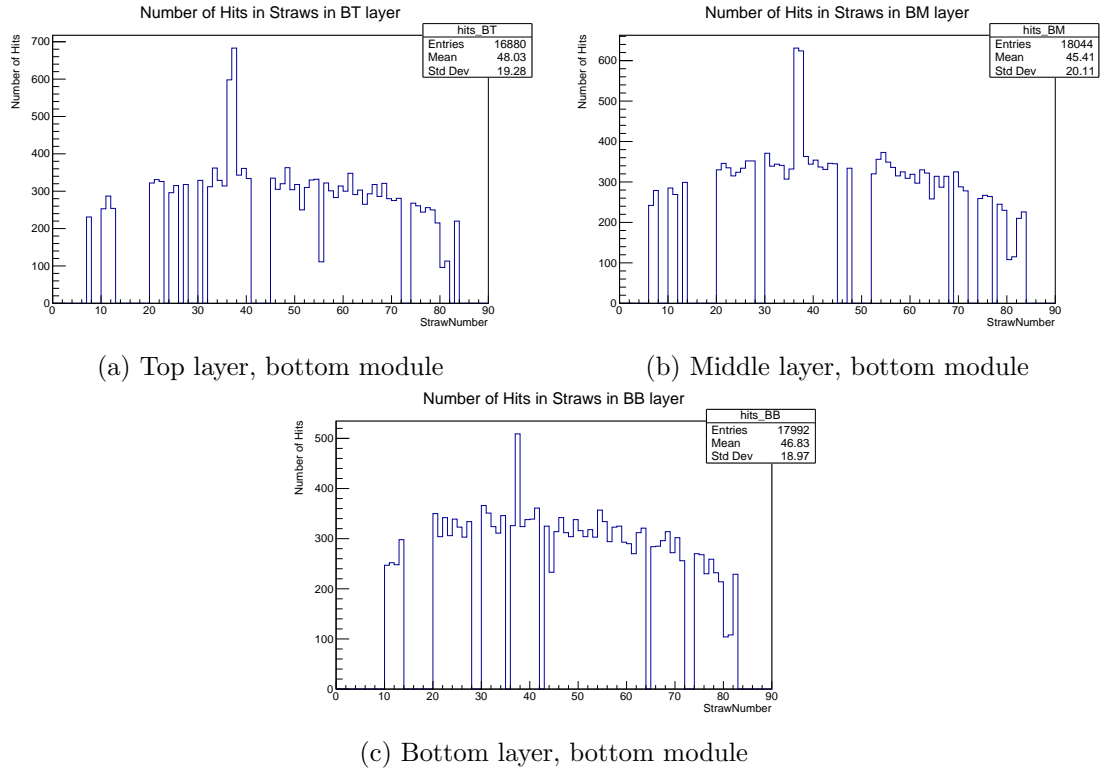 Number of Hits in Straws in BT layer
hits_BT
Entries 16880
Mean 48.03
Std Dev 19.28
Number of Hits
700
600
500
400
300
200
100
0
0 10 20 30 40 50 60 70 80 90
StrawNumber
(a) Top layer, bottom module
Number of Hits in Straws in BM layer
hits_BM
Entries 18044
Mean 45.41
Std Dev 20.11
Number of Hits
600
500
400
300
200
100
0
0 10 20 30 40 50 60 70 80 90
StrawNumber
(b) Middle layer, bottom module
Number of Hits in Straws in BB layer
hits_BB
Entries 17992
Mean 46.83
Std Dev 18.97
Number of Hits
500
400
300
200
100
0
0 10 20 30 40 50 60 70 80 90
StrawNumber
(c) Bottom layer, bottom module